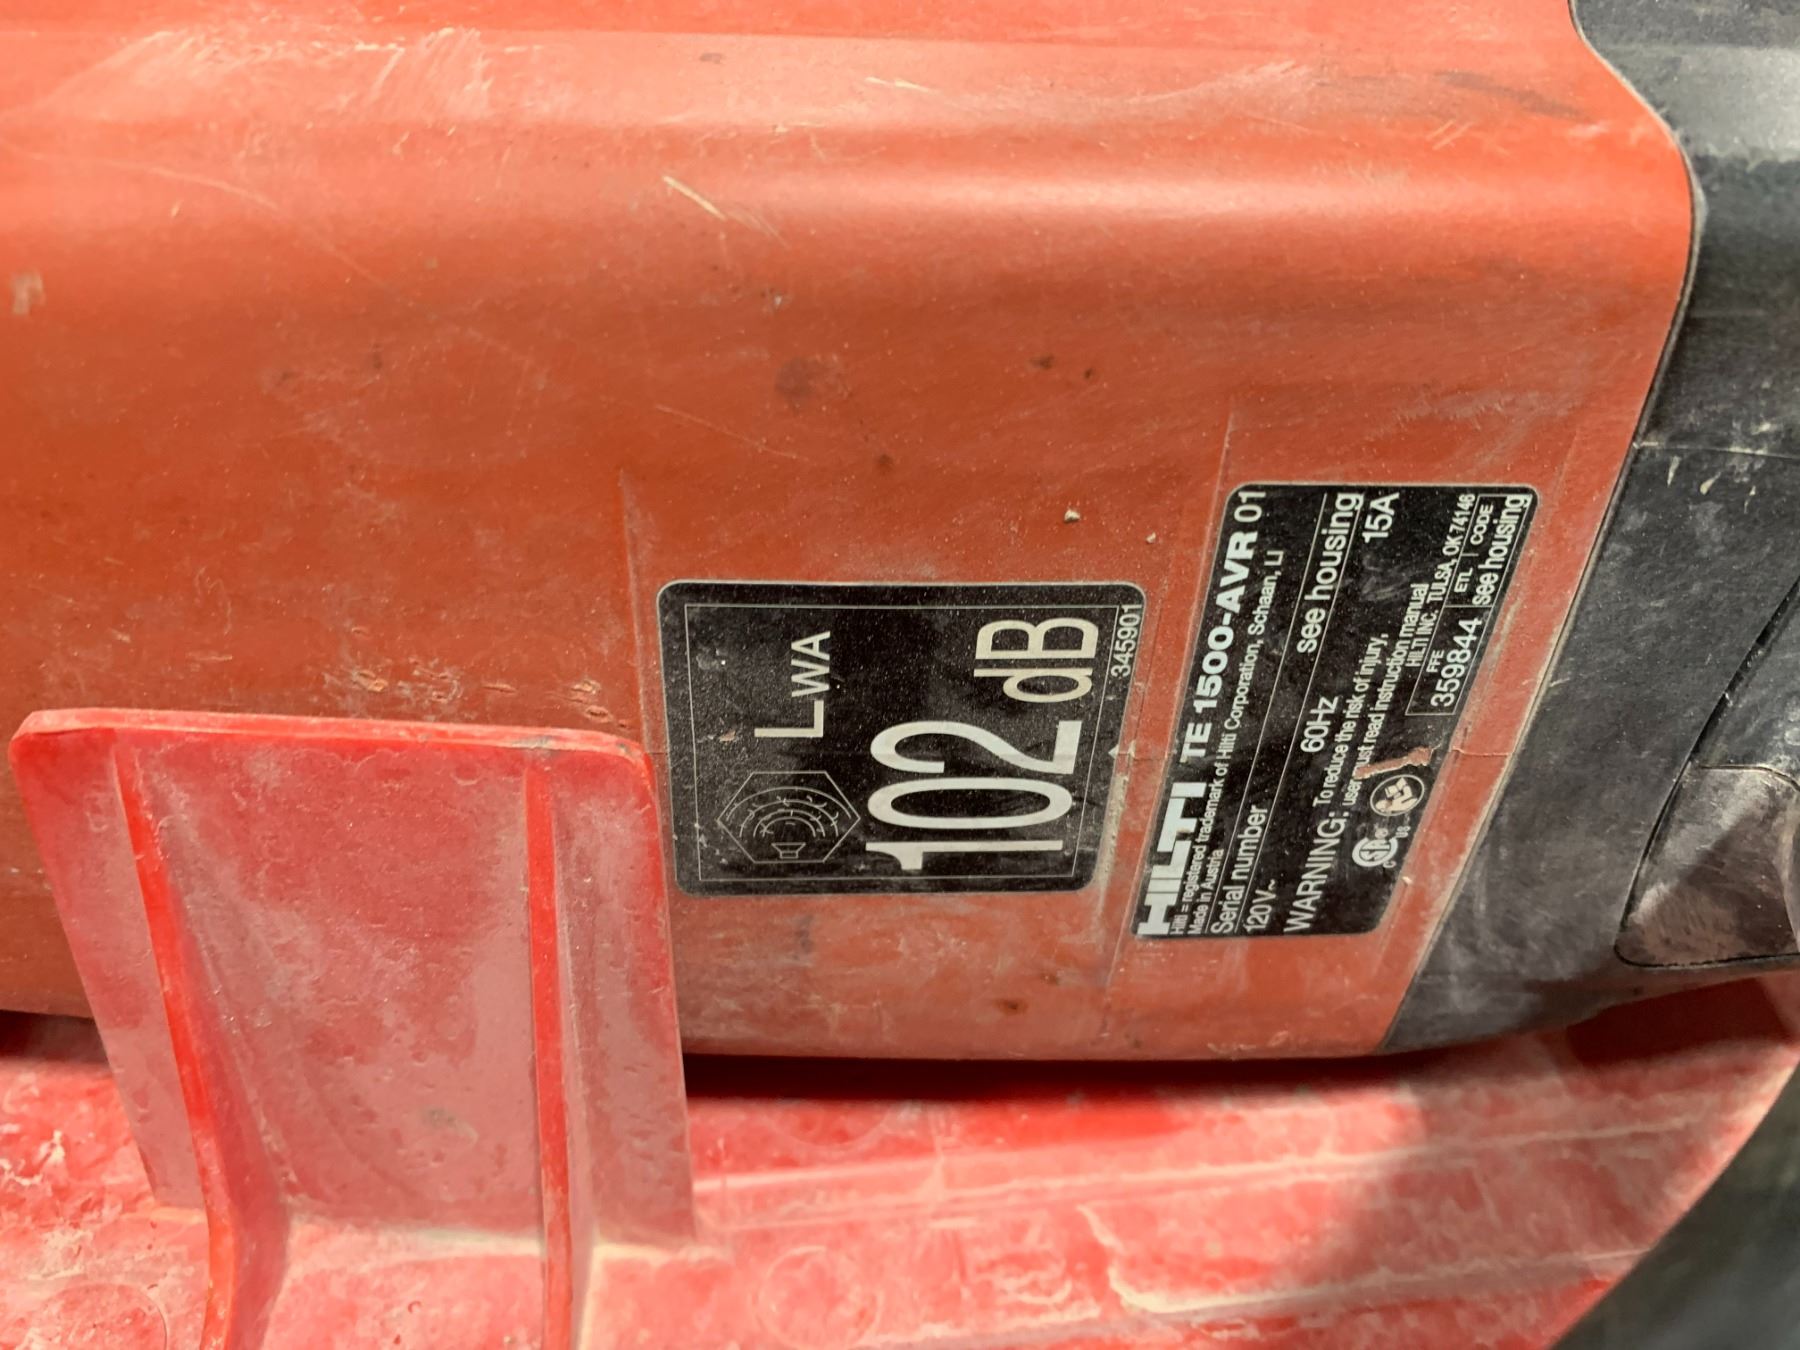 LWA
102 dB
345901
HILTI TE 1500-AVR 01
Hilti = registered trademark of Hilti Corporation, Schaan, LI
Made in Austria
Serial number see housing
120V~ 60Hz 15A
WARNING: To reduce the risk of injury,
user must read instruction manual
HILTI INC. TULSA, OK 74146
FFE ETL CODE
359844 see housing
C US